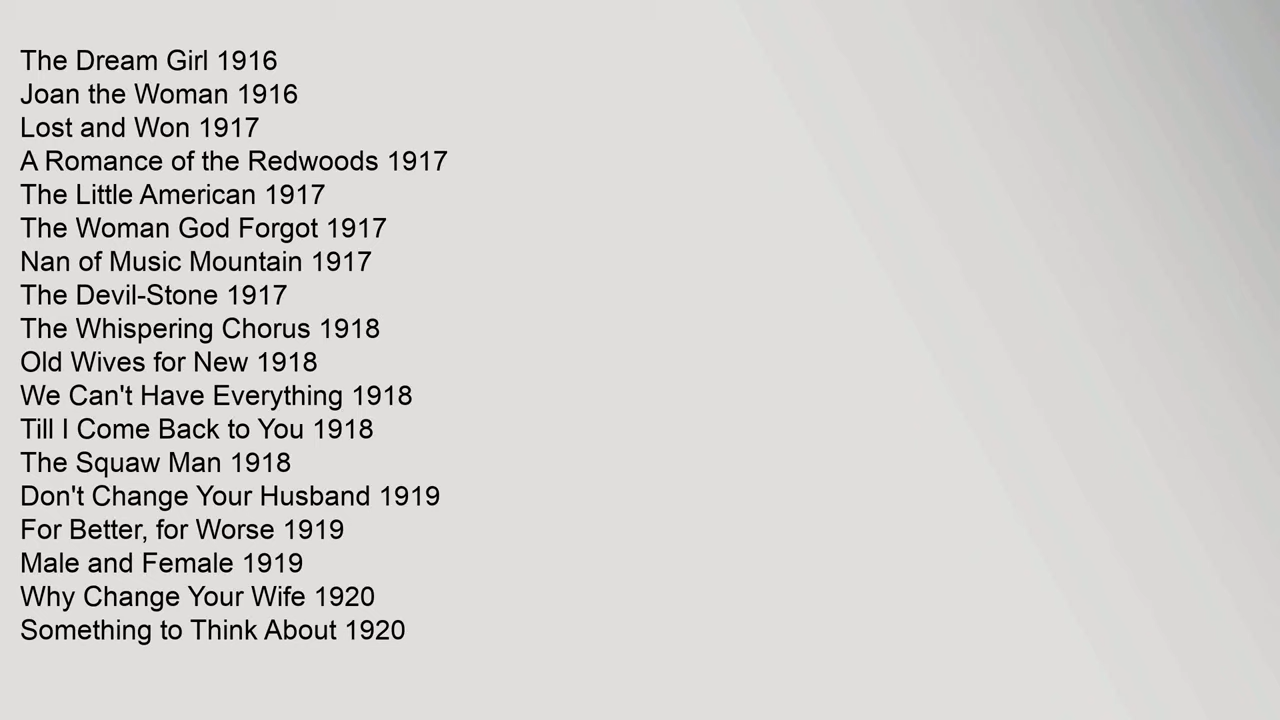 The Dream Girl 1916
Joan the Woman 1916
Lost and Won 1917
A Romance of the Redwoods 1917
The Little American 1917
The Woman God Forgot 1917
Nan of Music Mountain 1917
The Devil-Stone 1917
The Whispering Chorus 1918
Old Wives for New 1918
We Can't Have Everything 1918
Till I Come Back to You 1918
The Squaw Man 1918
Don't Change Your Husband 1919
For Better, for Worse 1919
Male and Female 1919
Why Change Your Wife 1920
Something to Think About 1920